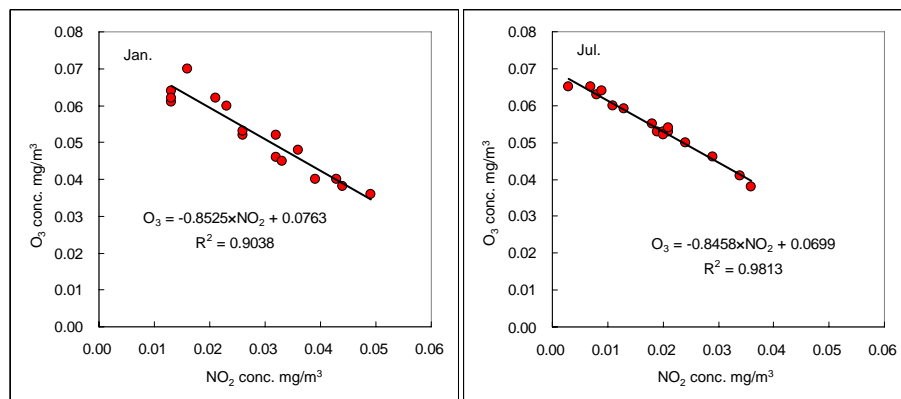 Jan.
0.08
0.07
0.06
0.05
0.04
0.03
0.02
0.01
0.00
O₃ conc. mg/m³
O₃ = -0.8525×NO₂ + 0.0763
R² = 0.9038
0.00 0.01 0.02 0.03 0.04 0.05 0.06
NO₂ conc. mg/m³
Jul.
0.08
0.07
0.06
0.05
0.04
0.03
0.02
0.01
0.00
O₃ conc. mg/m³
O₃ = -0.8458×NO₂ + 0.0699
R² = 0.9813
0.00 0.01 0.02 0.03 0.04 0.05 0.06
NO₂ conc. mg/m³